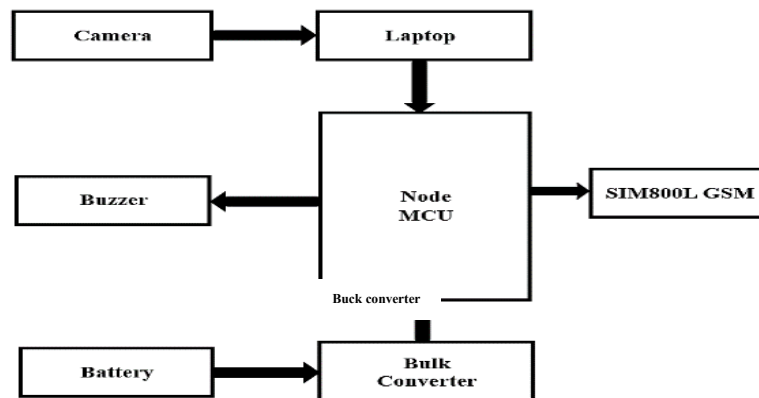 Camera
Laptop
Buzzer
Node
MCU
SIM800L GSM
Buck converter
Battery
Bulk
Converter